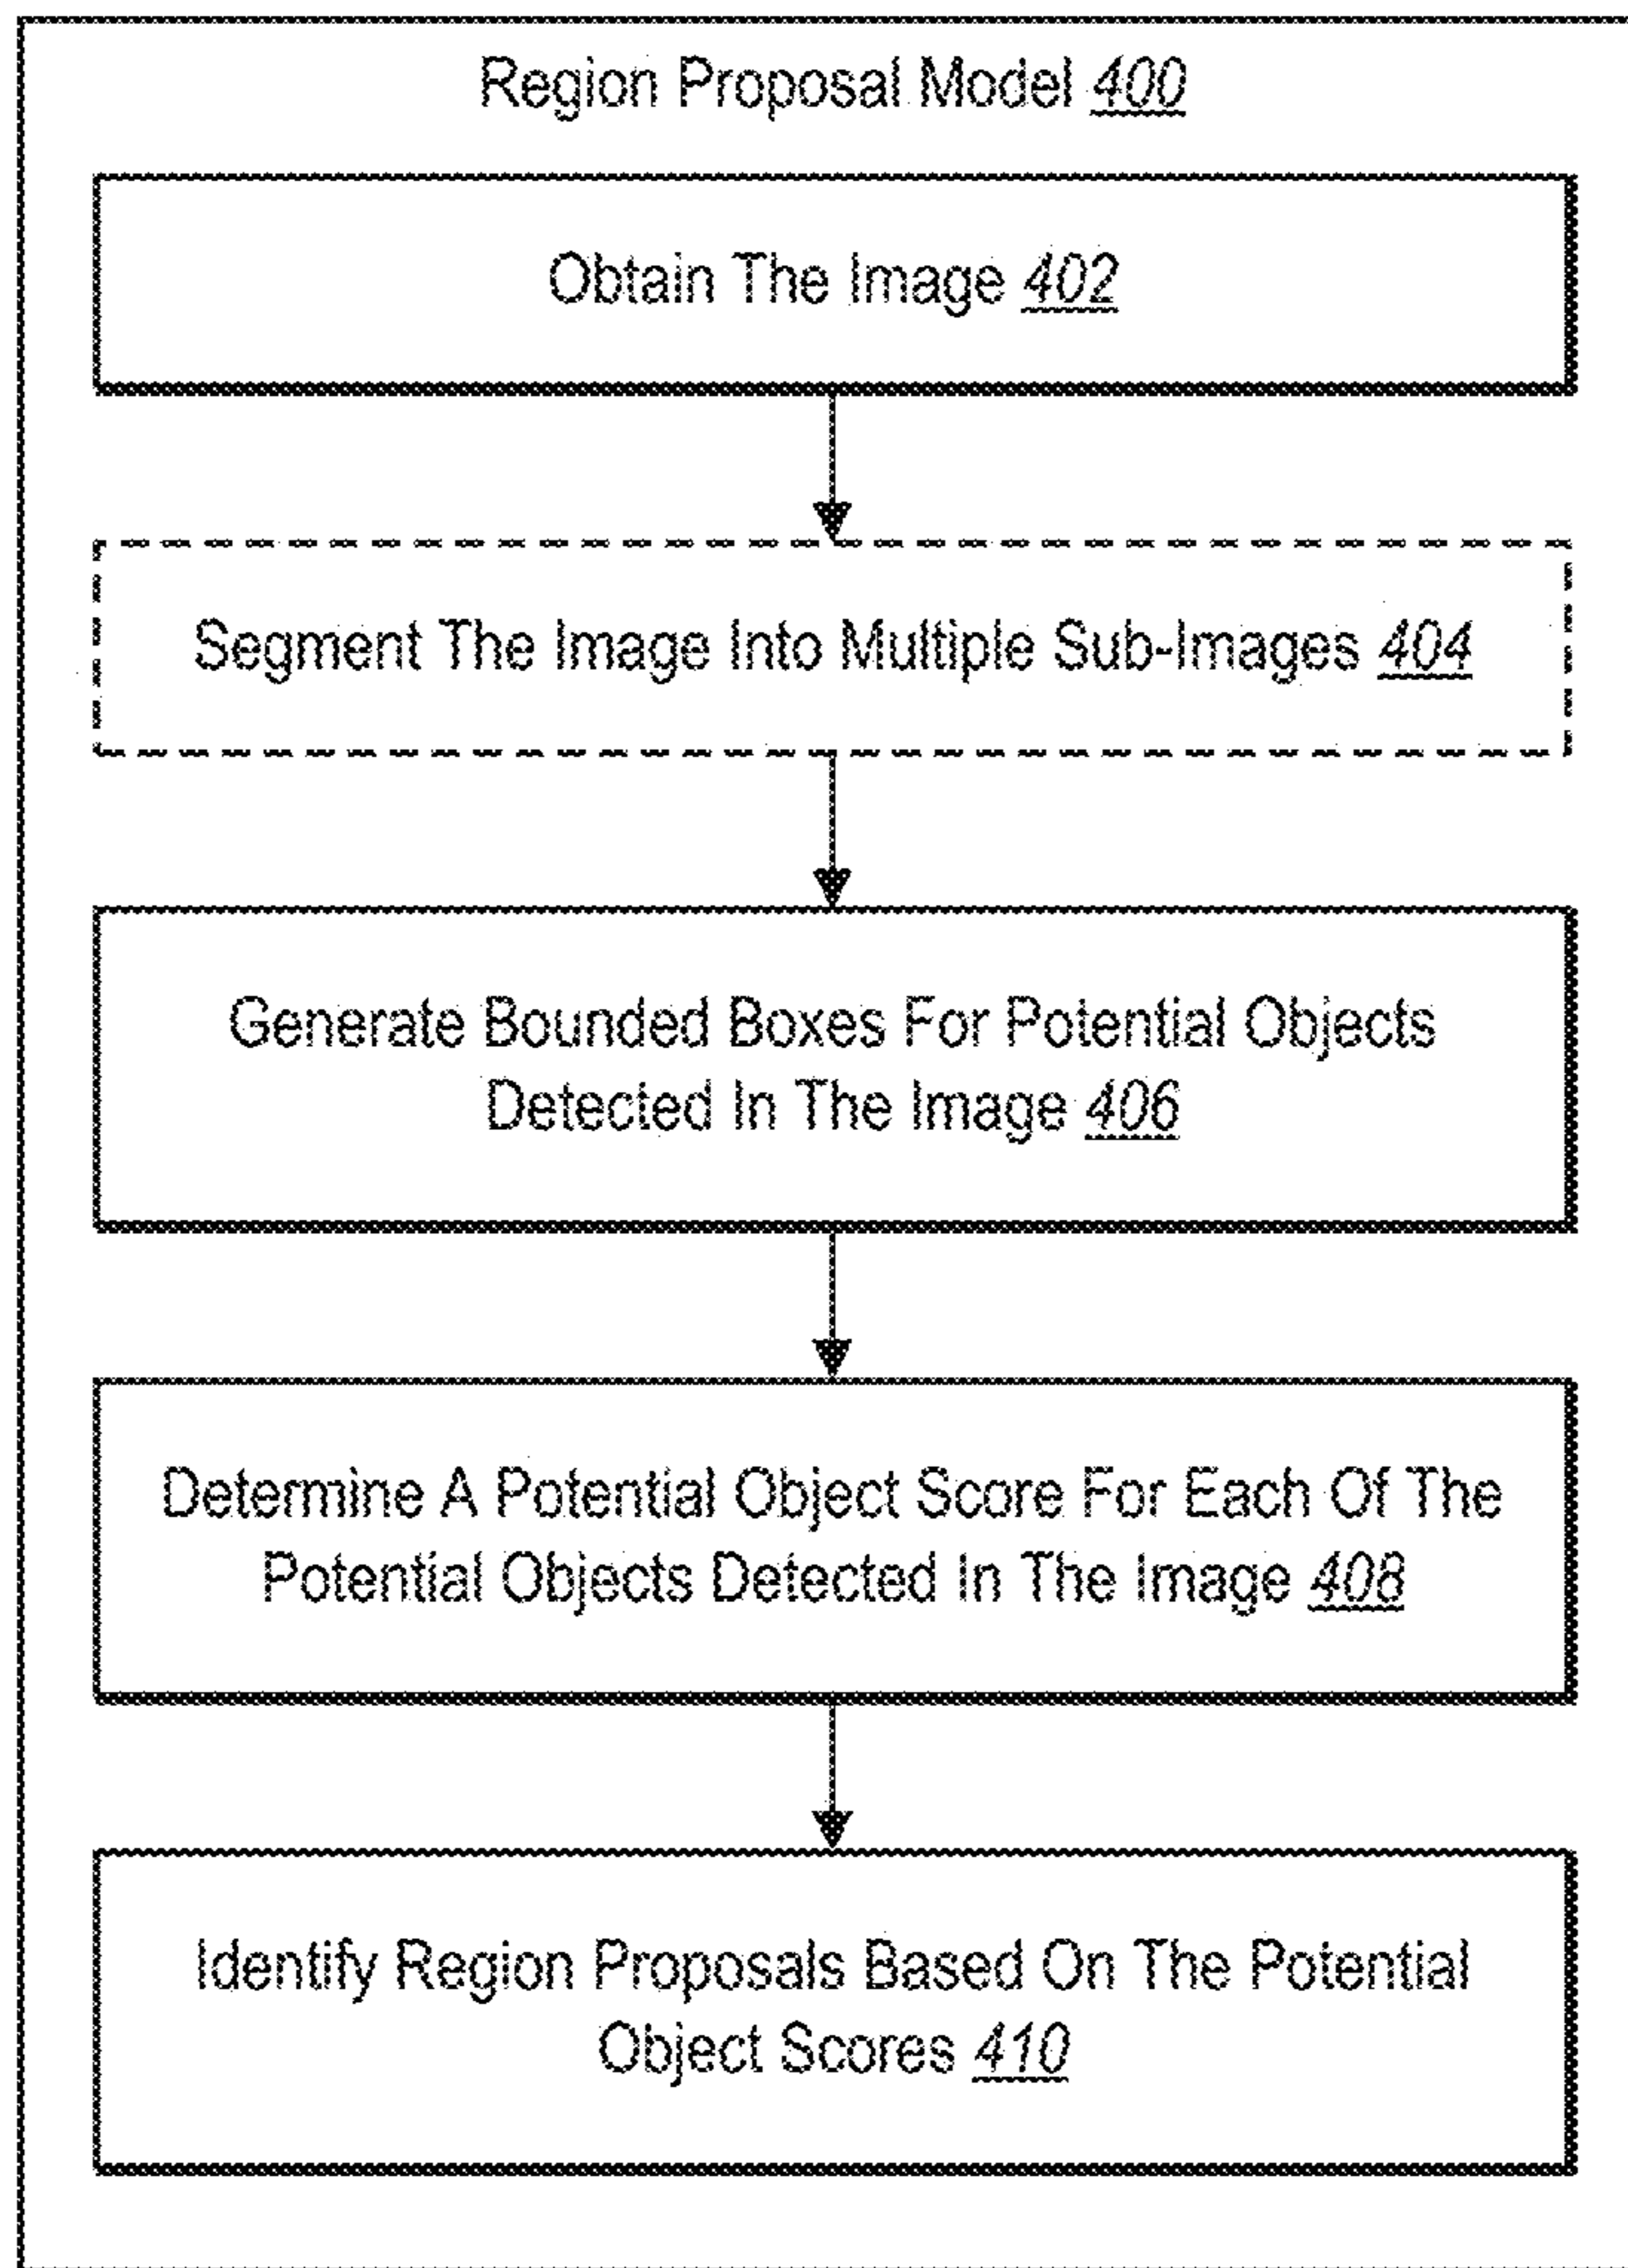 Region Proposal Model 400
Obtain The Image 402
Segment The Image Into Multiple Sub-Images 404
Generate Bounded Boxes For Potential Objects
Detected In The Image 406
Determine A Potential Object Score For Each Of The
Potential Objects Detected In The Image 408
Identify Region Proposals Based On The Potential
Object Scores 410